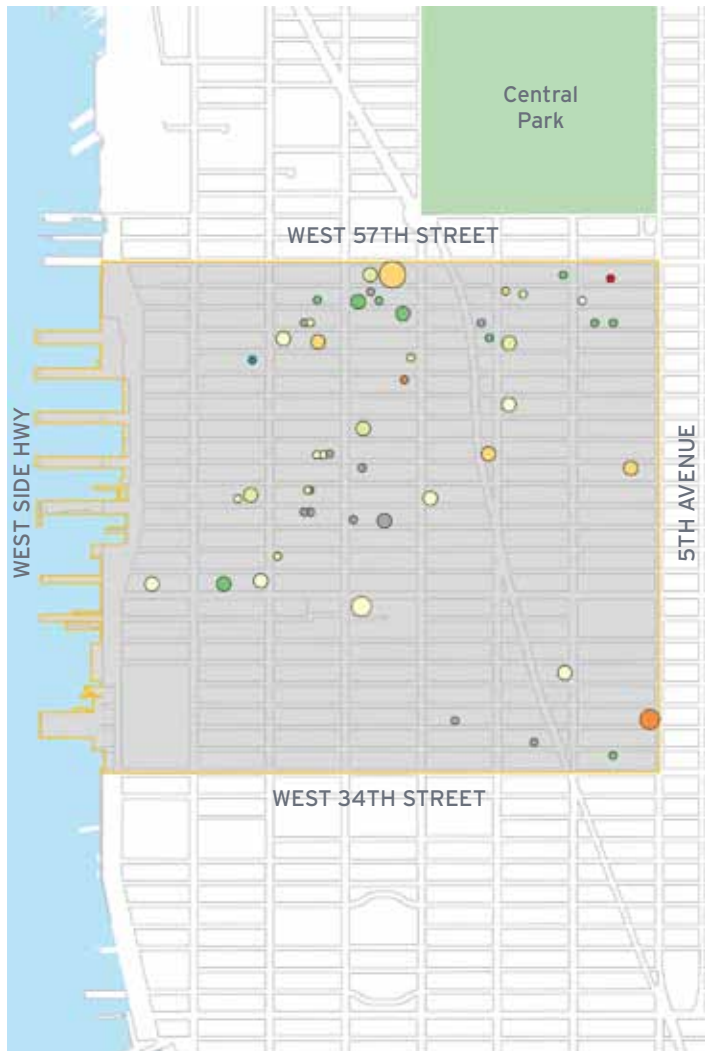 Central
Park
WEST 57TH STREET
WEST SIDE HWY
5TH AVENUE
WEST 34TH STREET